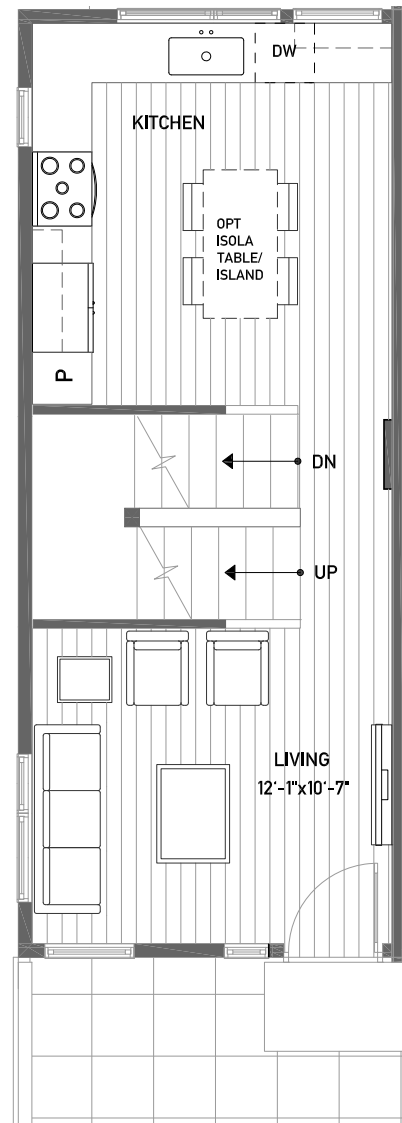 DW
KITCHEN
OPT
ISOLA
TABLE/
ISLAND
P
DN
UP
LIVING
12'-1"x10'-7"